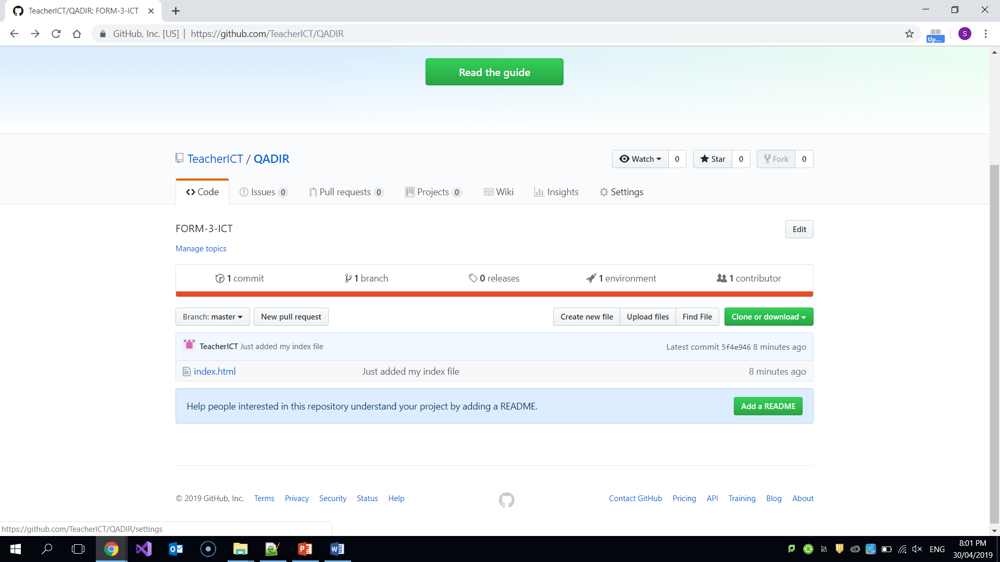 TeacherICT/QADIR: FORM-3-ICT
GitHub, Inc. [US] | https://github.com/TeacherICT/QADIR
S
Up...
Read the guide
TeacherICT / QADIR
Watch 0 Star 0 Fork 0
Code Issues 0 Pull requests 0 Projects 0 Wiki Insights Settings
FORM-3-ICT
Edit
Manage topics
1 commit 1 branch 0 releases 1 environment 1 contributor
Branch: master New pull request Create new file Upload files Find File Clone or download
TeacherICT Just added my index file Latest commit 5f4e946 8 minutes ago
index.html Just added my index file 8 minutes ago
Help people interested in this repository understand your project by adding a README. Add a README
© 2019 GitHub, Inc. Terms Privacy Security Status Help Contact GitHub Pricing API Training Blog About
https://github.com/TeacherICT/QADIR/settings
ENG
8:01 PM
30/04/2019